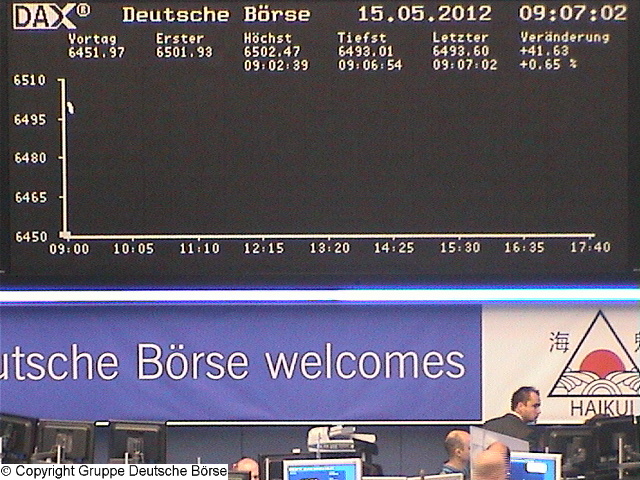 DAX® Deutsche Börse 15.05.2012 09:07:02
Vortag Erster Höchst Tiefst Letzter Veränderung
6451.97 6501.93 6502.47 6493.01 6493.60 +41.63
09:02:39 09:06:54 09:07:02 +0.65 %
6510
6495
6480
6465
6450
09:00 10:05 11:10 12:15 13:20 14:25 15:30 16:35 17:40
utsche Börse welcomes
海
HAIKUI
© Copyright Gruppe Deutsche Börse